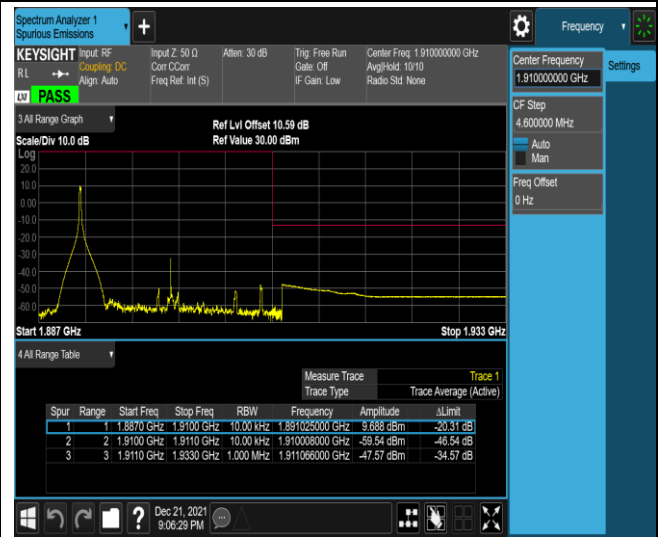 Spectrum Analyzer 1
Spurious Emissions
Frequency
KEYSIGHT
RL
LXI PASS
Input: RF
Coupling: DC
Align: Auto
Input Z: 50 Ω
Corr CCorr
Freq Ref: Int (S)
Atten: 30 dB
Trig: Free Run
Gate: Off
IF Gain: Low
Center Freq: 1.910000000 GHz
Avg|Hold: 10/10
Radio Std: None
Center Frequency
1.910000000 GHz
Settings
CF Step
4.600000 MHz
Auto
Man
Freq Offset
0 Hz
3 All Range Graph
Scale/Div 10.0 dB
Ref Lvl Offset 10.59 dB
Ref Value 30.00 dBm
Log
20.0
10.0
0.00
-10.0
-20.0
-30.0
-40.0
-50.0
-60.0
Start 1.887 GHz
Stop 1.933 GHz
4 All Range Table
Measure Trace Trace 1
Trace Type Trace Average (Active)
Spur Range Start Freq Stop Freq RBW Frequency Amplitude ΔLimit
1 1 1.8870 GHz 1.9100 GHz 10.00 kHz 1.891025000 GHz 9.688 dBm -20.31 dB
2 2 1.9100 GHz 1.9110 GHz 10.00 kHz 1.910008000 GHz -59.54 dBm -46.54 dB
3 3 1.9110 GHz 1.9330 GHz 1.000 MHz 1.911066000 GHz -47.57 dBm -34.57 dB
Dec 21, 2021
9:06:29 PM